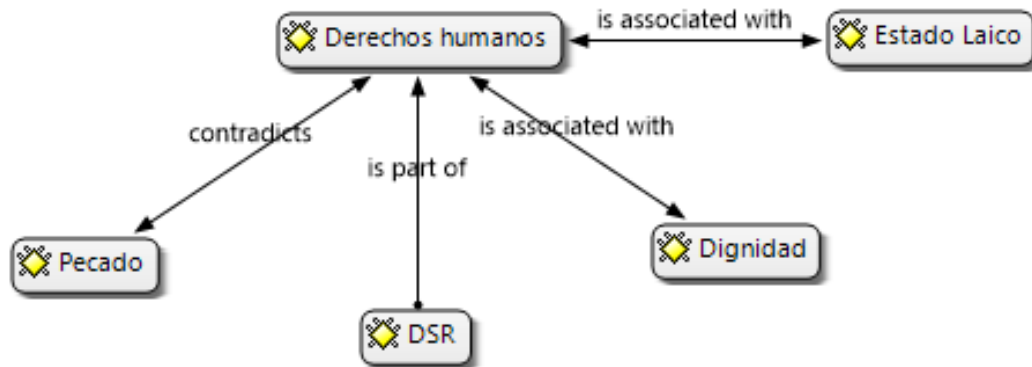 is associated with
Derechos humanos
Estado Laico
contradicts
is associated with
is part of
Pecado
Dignidad
DSR